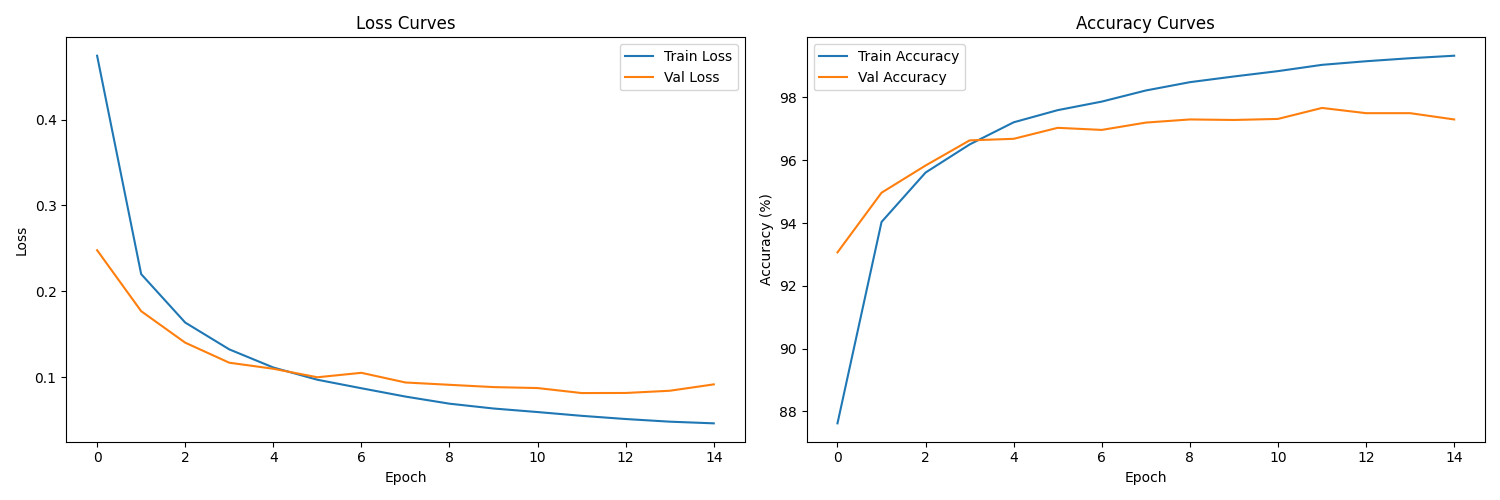 Loss Curves
Train Loss
Val Loss
Loss
0.4
0.3
0.2
0.1
0 2 4 6 8 10 12 14
Epoch
Accuracy Curves
Train Accuracy
Val Accuracy
Accuracy (%)
98
96
94
92
90
88
0 2 4 6 8 10 12 14
Epoch